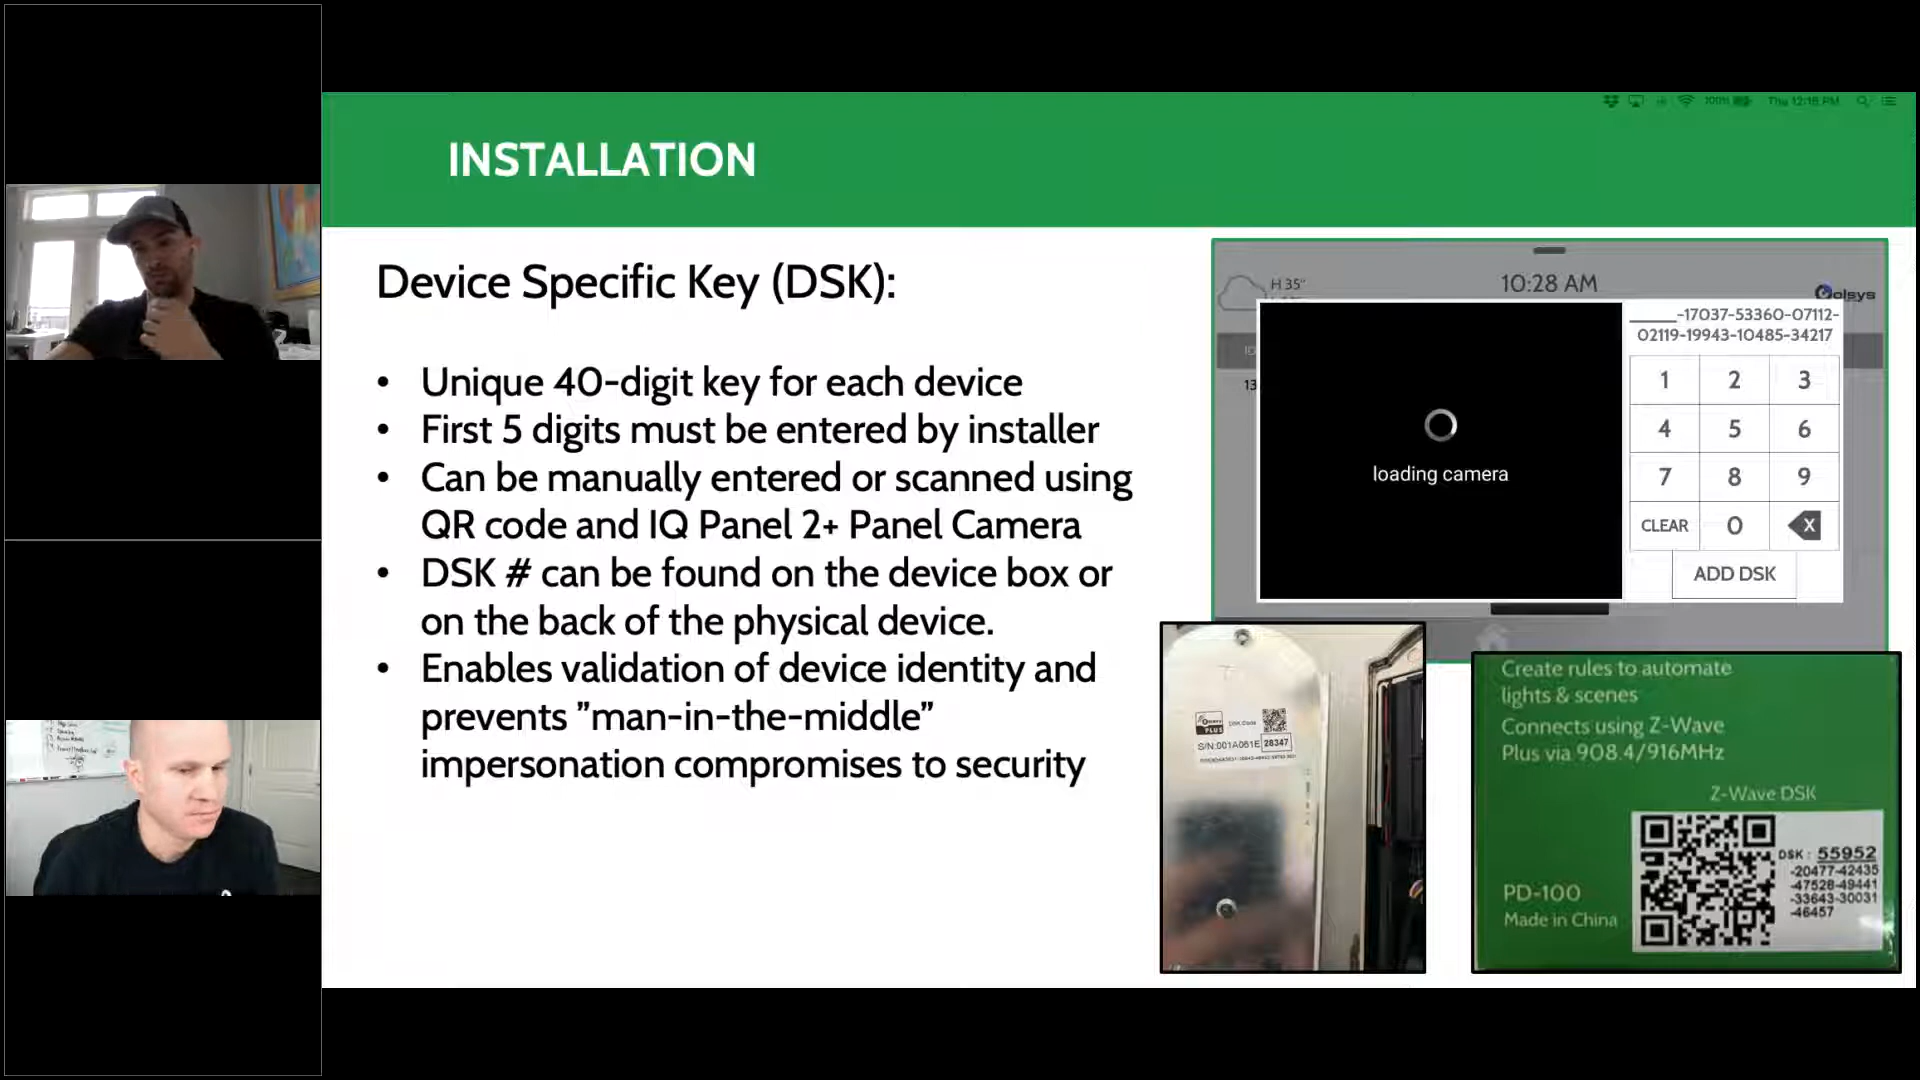 100%
Thu 12:18 PM
INSTALLATION
Device Specific Key (DSK):
• Unique 40-digit key for each device
• First 5 digits must be entered by installer
• Can be manually entered or scanned using
QR code and IQ Panel 2+ Panel Camera
• DSK # can be found on the device box or
on the back of the physical device.
• Enables validation of device identity and
prevents ”man-in-the-middle”
impersonation compromises to security
H 35°
10:28 AM
Qolsys
_____-17037-53360-07112-
02119-19943-10485-34217
loading camera
1 2 3
4 5 6
7 8 9
CLEAR 0 X
ADD DSK
PLUS
DSK Code
S/N:001A061E
28347
Create rules to automate
lights & scenes
Connects using Z-Wave
Plus via 908.4/916MHz
Z-Wave DSK
DSK : 55952
-20477-42435
-47528-49441
-33643-30031
-46457
PD-100
Made in China